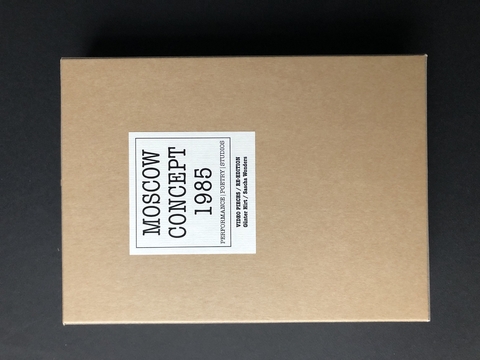 MOSCOW
CONCEPT
1985
PERFORMANCE | POETRY | STUDIOS
VIDEO PIECES / RE-EDITION
Günter Hirt / Sascha Wonders